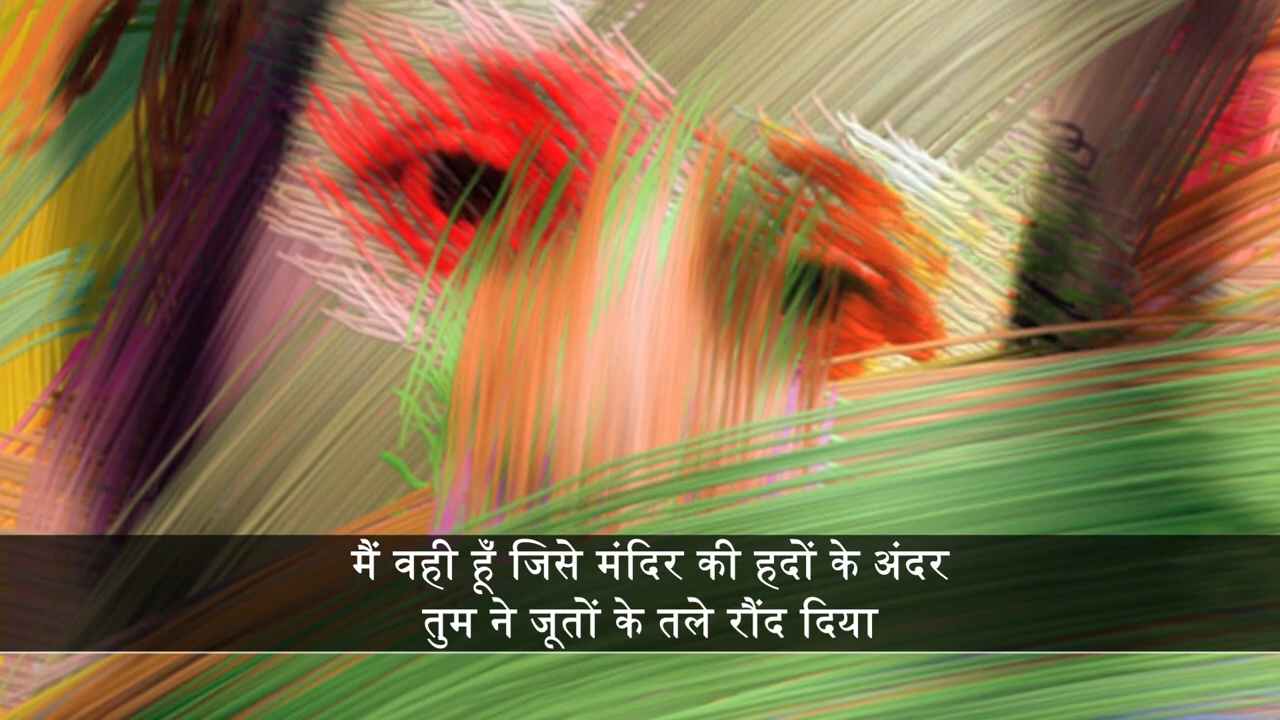 मैं वही हूँ जिसे मंदिर की हदों के अंदर
तुम ने जूतों के तले रौंद दिया